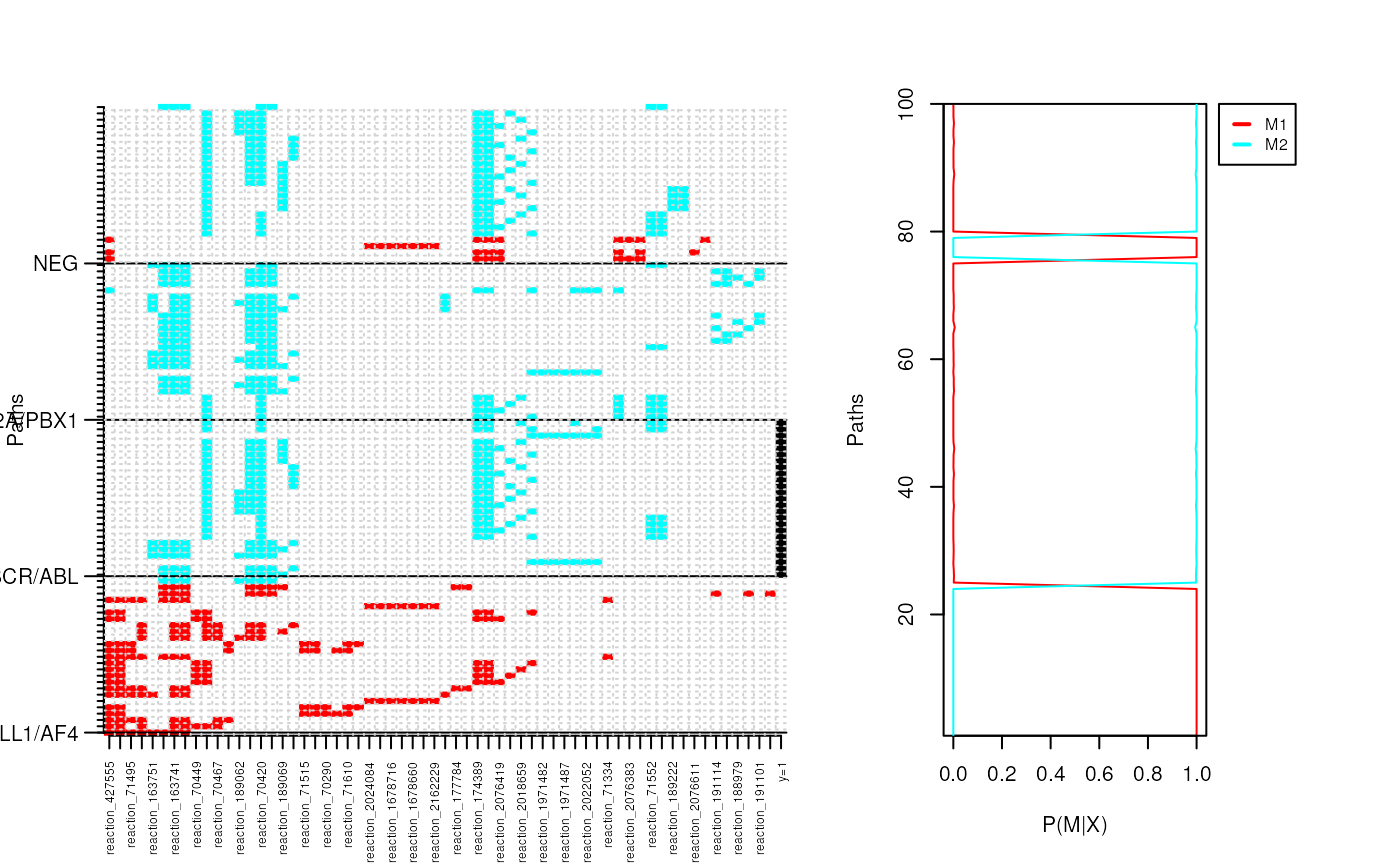 NEG
2A/PBX1
CR/ABL
LL1/AF4
Paths
reaction_427555
reaction_71495
reaction_163751
reaction_163741
reaction_70449
reaction_70467
reaction_189062
reaction_70420
reaction_189069
reaction_71515
reaction_70290
reaction_71610
reaction_2024084
reaction_1678716
reaction_1678660
reaction_2162229
reaction_177784
reaction_174389
reaction_2076419
reaction_2018659
reaction_1971482
reaction_1971487
reaction_2022052
reaction_71334
reaction_2076383
reaction_71552
reaction_189222
reaction_2076611
reaction_191114
reaction_188979
reaction_191101
y=1
Paths
100
80
60
40
20
0.0 0.2 0.4 0.6 0.8 1.0
P(M|X)
M1
M2